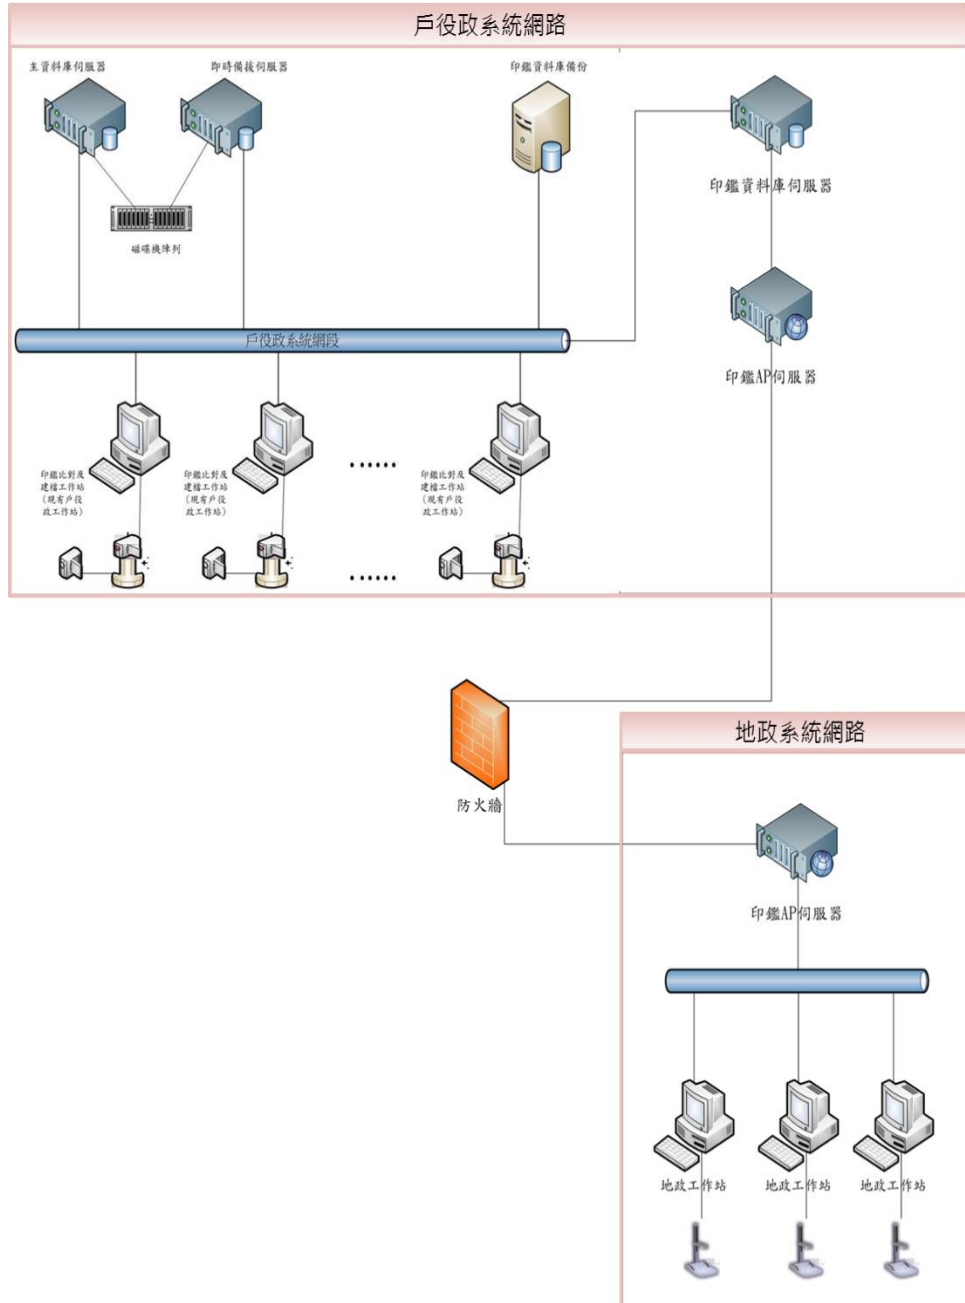 戶役政系統網路
主資料庫伺服器
即時備援伺服器
印鑑資料庫備份
印鑑資料庫伺服器
磁碟機陣列
戶役政系統網段
印鑑AP伺服器
印鑑比對及
建檔工作站
(現有戶役
政工作站)
印鑑比對及
建檔工作站
(現有戶役
政工作站)
......
印鑑比對及
建檔工作站
(現有戶役
政工作站)
......
防火牆
地政系統網路
印鑑AP伺服器
地政工作站
地政工作站
地政工作站